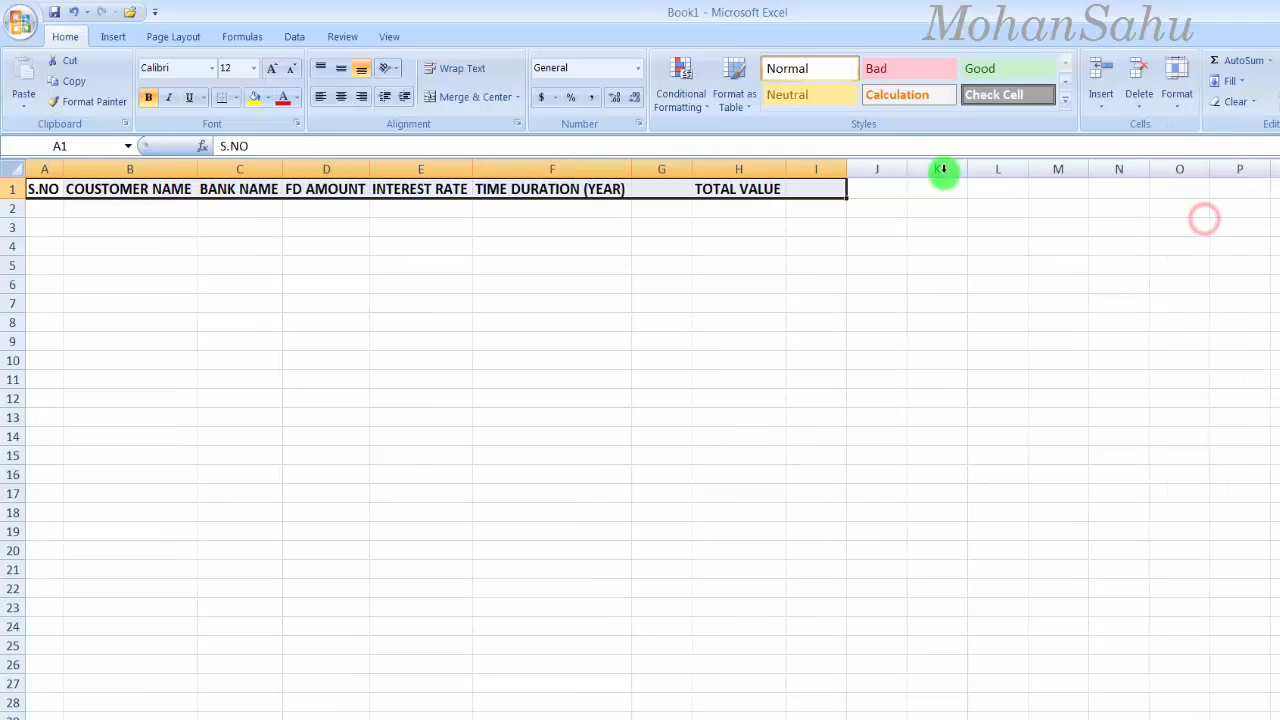 Book1 - Microsoft Excel
MohanSahu
Home Insert Page Layout Formulas Data Review View
Cut
Copy
Format Painter
Paste
Clipboard
Calibri 12
B I U
Font
Wrap Text
Merge & Center
Alignment
General
$ % ,
Number
Conditional Formatting
Format as Table
Normal Bad Good
Neutral Calculation Check Cell
Styles
Insert Delete Format
Cells
Σ AutoSum
Fill
Clear
Edit
A1 fx S.NO
A B C D E F G H I J K L M N O P
1 S.NO COUSTOMER NAME BANK NAME FD AMOUNT INTEREST RATE TIME DURATION (YEAR) TOTAL VALUE
2
3
4
5
6
7
8
9
10
11
12
13
14
15
16
17
18
19
20
21
22
23
24
25
26
27
28